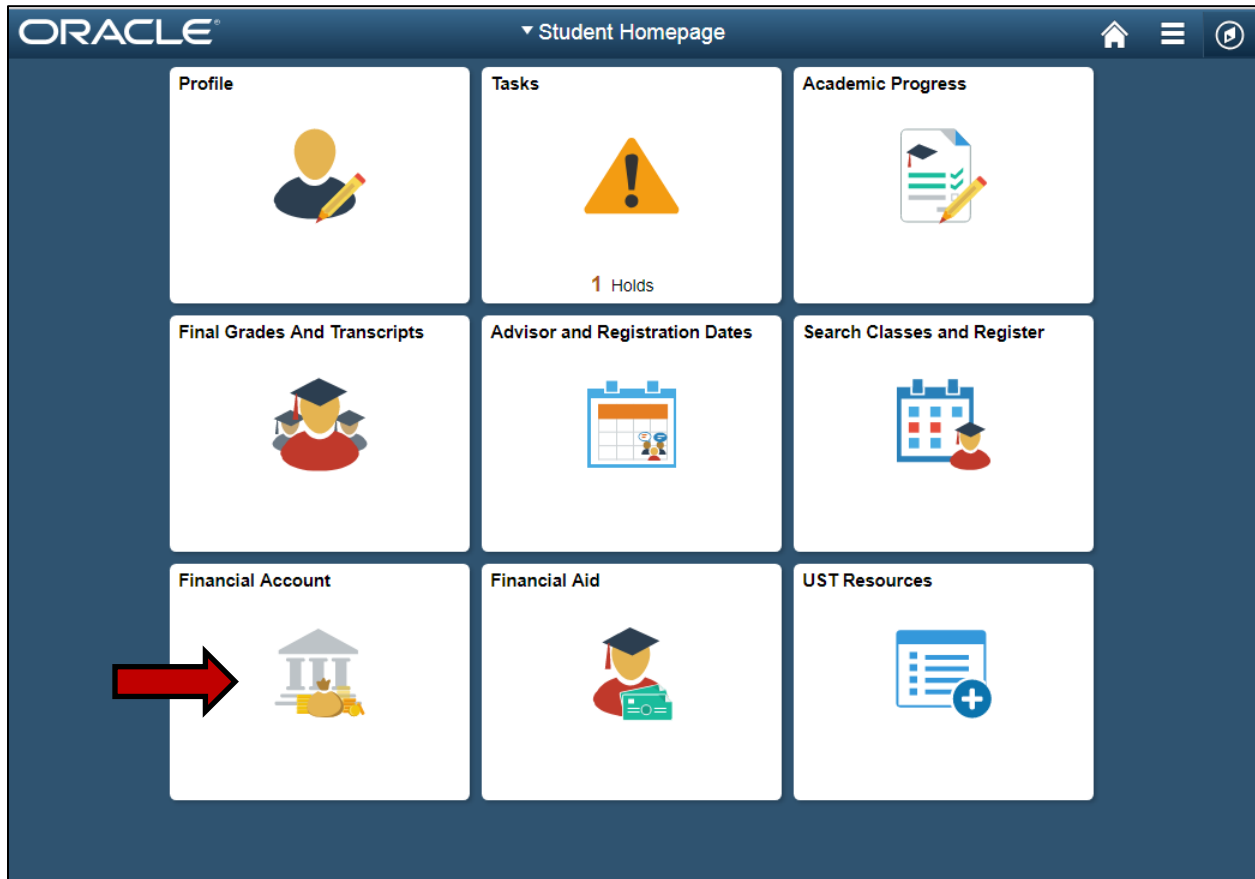 ORACLE®
Student Homepage
Profile
Tasks
Academic Progress
1 Holds
Final Grades And Transcripts
Advisor and Registration Dates
Search Classes and Register
Financial Account
Financial Aid
UST Resources